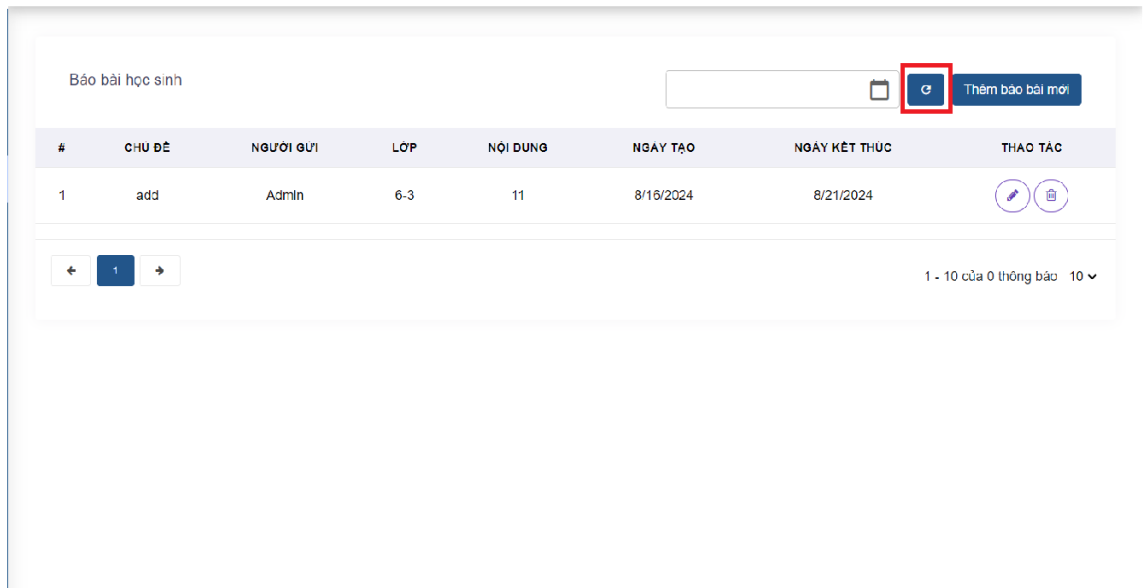 Báo bài học sinh
Thêm báo bài mới
# CHỦ ĐỀ NGƯỜI GỬI LỚP NỘI DUNG NGÀY TẠO NGÀY KẾT THÚC THAO TÁC
1 add Admin 6-3 11 8/16/2024 8/21/2024
1
1 - 10 của 0 thông báo 10